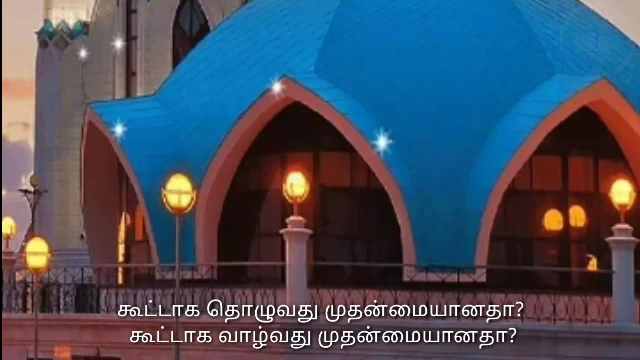 கூட்டாக தொழுவது முதன்மையானதா?
கூட்டாக வாழ்வது முதன்மையானதா?